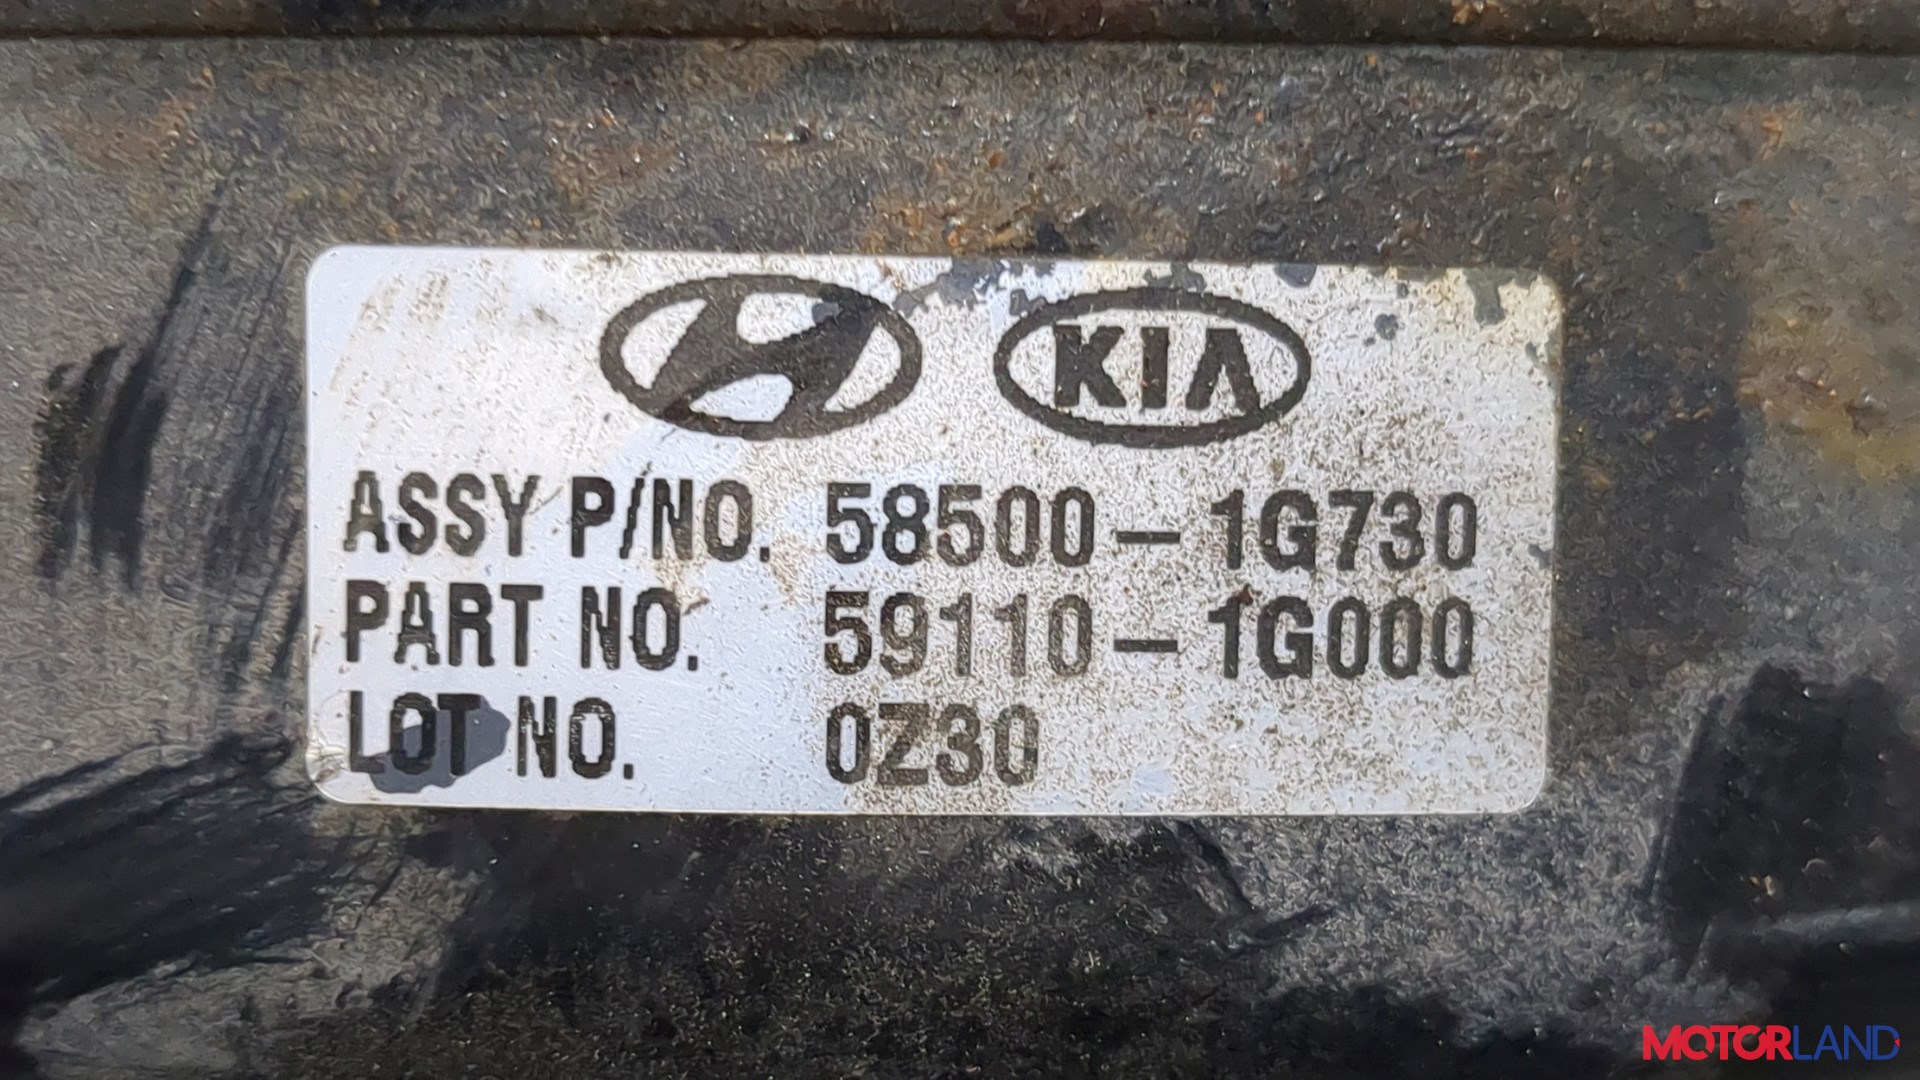 KIA
ASSY P/NO. 58500-1G730
PART NO. 59110-1G000
LOT NO. 0Z30
MOTORLAND